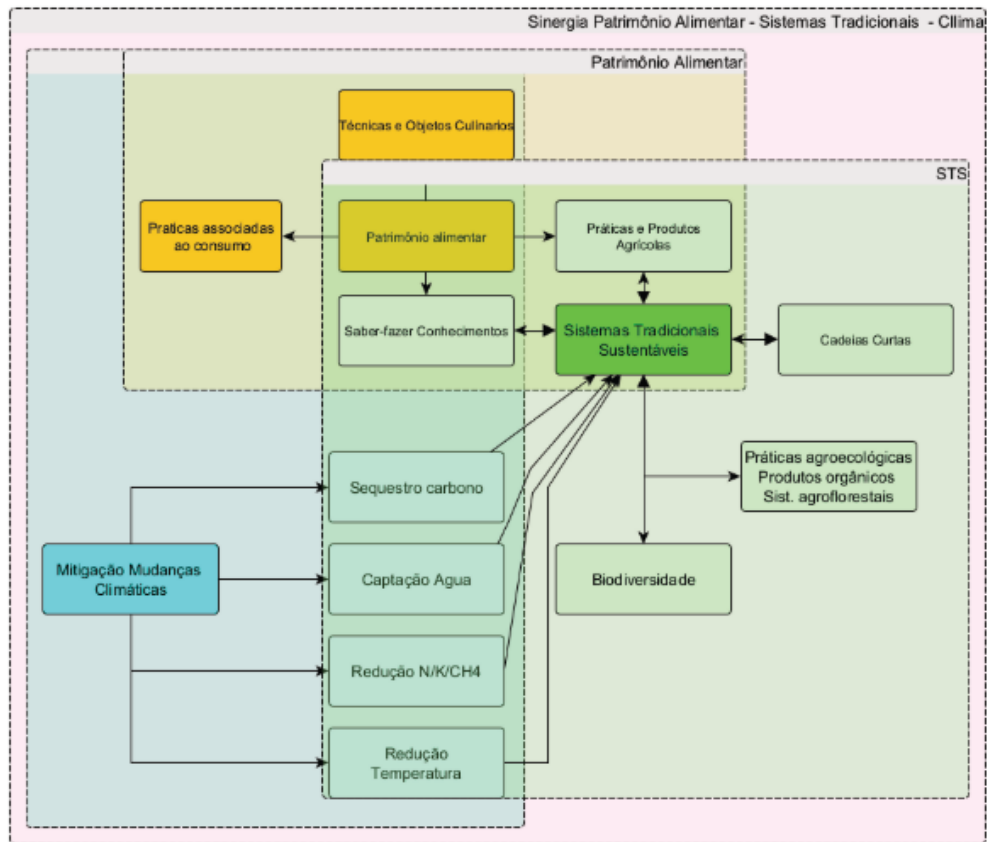 Sinergia Patrimônio Alimentar - Sistemas Tradicionais - Cllima
Patrimônio Alimentar
Técnicas e Objetos Culinarios
STS
Praticas associadas
ao consumo
Patrimônio alimentar
Práticas e Produtos
Agrícolas
Saber-fazer Conhecimentos
Sistemas Tradicionais
Sustentáveis
Cadeias Curtas
Sequestro carbono
Práticas agroecológicas
Produtos orgânicos
Sist. agroflorestais
Mitigação Mudanças
Climáticas
Captação Agua
Biodiversidade
Redução N/K/CH4
Redução
Temperatura